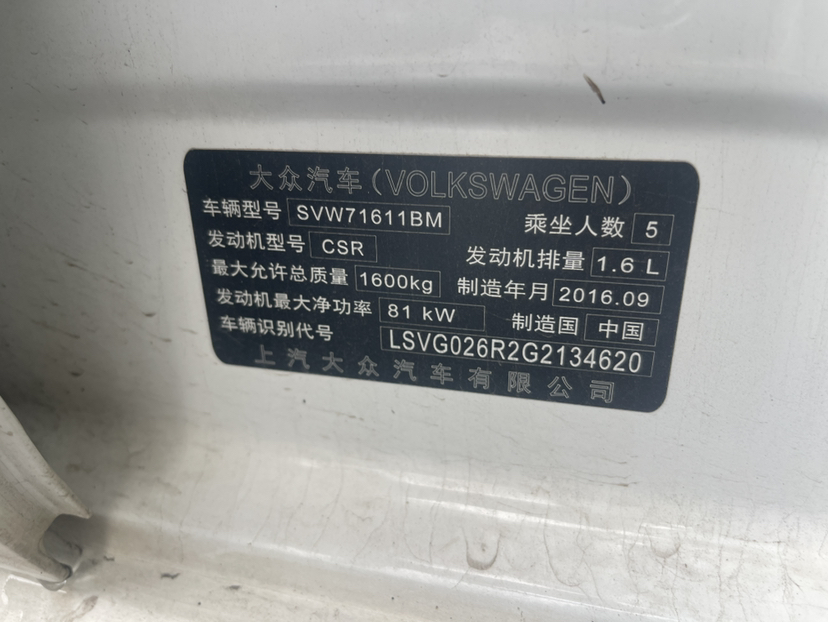 大众汽车(VOLKSWAGEN)
车辆型号 SVW71611BM 乘坐人数 5
发动机型号 CSR 发动机排量 1.6 L
最大允许总质量 1600kg 制造年月 2016.09
发动机最大净功率 81 kW 制造国 中国
车辆识别代号 LSVG026R2G2134620
上汽大众汽车有限公司